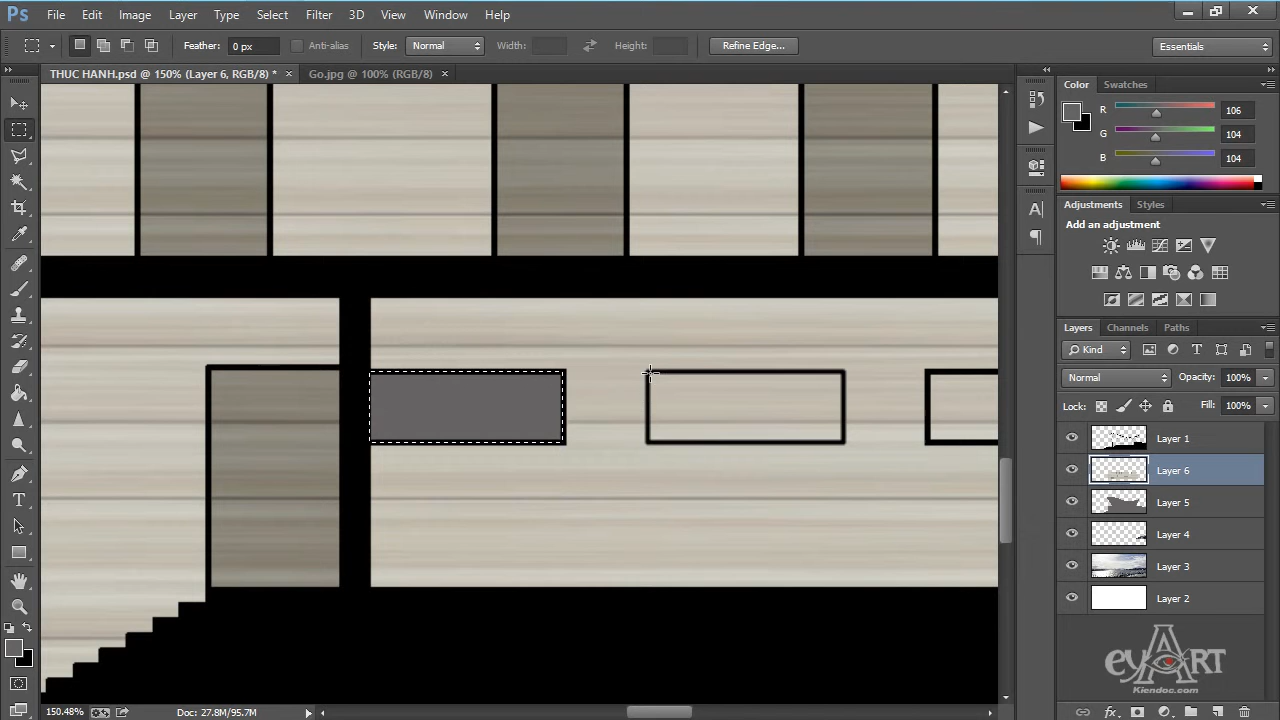 Ps File Edit Image Layer Type Select Filter 3D View Window Help
Feather: 0 px Anti-alias Style: Normal Width: Height: Refine Edge... Essentials
THUC HANH.psd @ 150% (Layer 6, RGB/8) * × Go.jpg @ 100% (RGB/8) ×
Color Swatches
R 106
G 104
B 104
Adjustments Styles
Add an adjustment
Layers Channels Paths
Kind
Normal Opacity: 100%
Lock: Fill: 100%
Layer 1
Layer 6
Layer 5
Layer 4
Layer 3
Layer 2
eyART
Kiendoc.com
150.48% Doc: 27.8M/95.7M